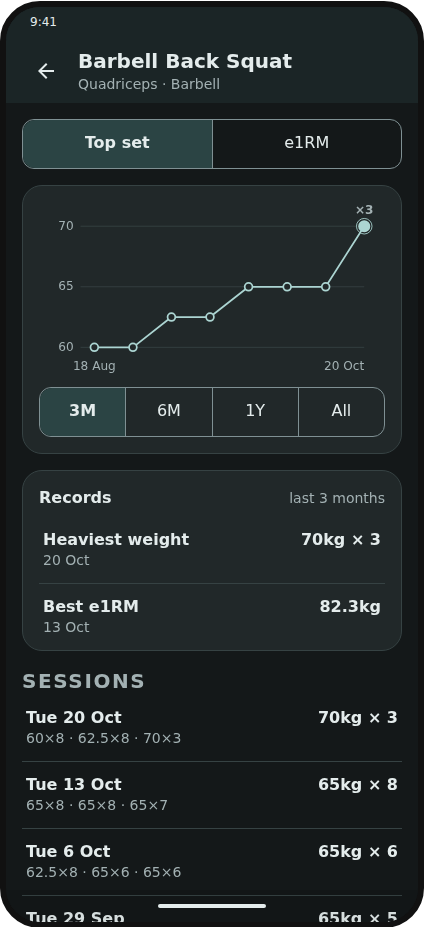 9:41
Barbell Back Squat
Quadriceps · Barbell
Top set
e1RM
×3
70
65
60
18 Aug
20 Oct
3M
6M
1Y
All
Records
last 3 months
Heaviest weight
70kg × 3
20 Oct
Best e1RM
82.3kg
13 Oct
SESSIONS
Tue 20 Oct
70kg × 3
60×8 · 62.5×8 · 70×3
Tue 13 Oct
65kg × 8
65×8 · 65×8 · 65×7
Tue 6 Oct
65kg × 6
62.5×8 · 65×6 · 65×6
Tue 29 Sep
65kg × 5